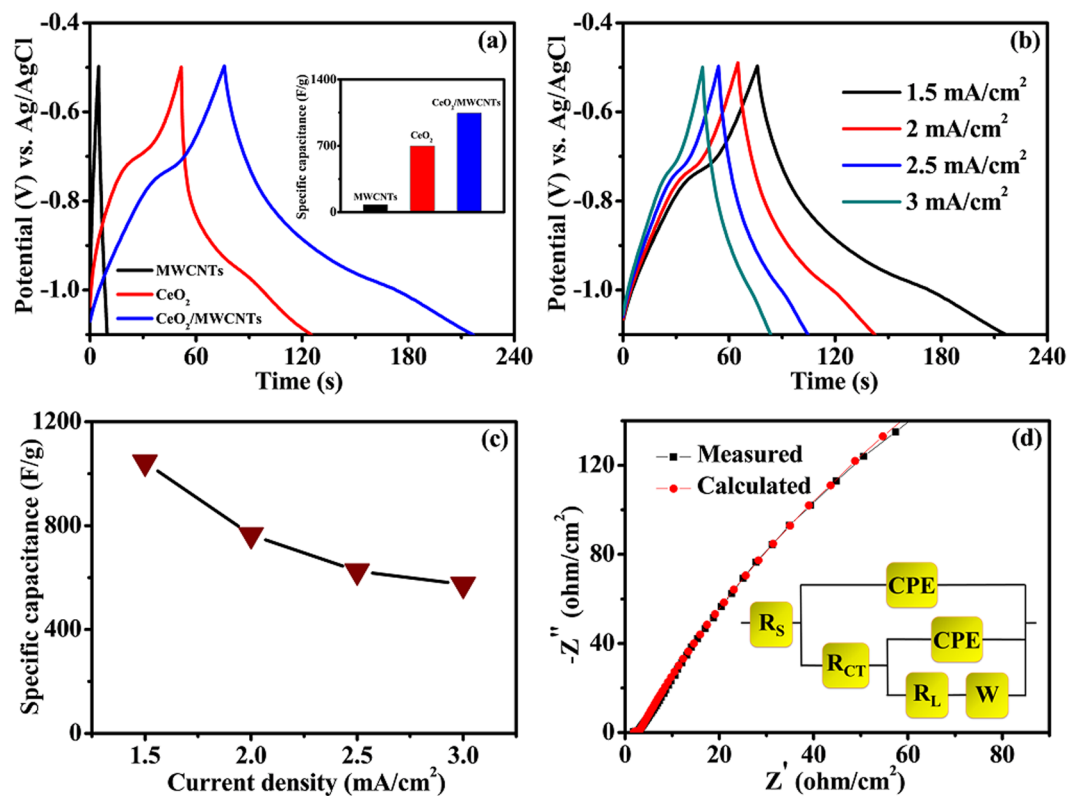 (a)
Potential (V) vs. Ag/AgCl
-0.4
-0.6
-0.8
-1.0
0
60
120
180
240
Time (s)
MWCNTs
CeO2
CeO2/MWCNTs
Specific capacitance (F/g)
1400
700
0
MWCNTs
CeO2
CeO2/MWCNTs
(b)
Potential (V) vs. Ag/AgCl
-0.4
-0.6
-0.8
-1.0
0
60
120
180
240
Time (s)
1.5 mA/cm2
2 mA/cm2
2.5 mA/cm2
3 mA/cm2
(c)
Specific capacitance (F/g)
1200
800
400
0
1.5
2.0
2.5
3.0
Current density (mA/cm2)
(d)
-Z'' (ohm/cm2)
120
80
40
0
0
20
40
60
80
Z' (ohm/cm2)
Measured
Calculated
RS
CPE
RCT
CPE
RL
W